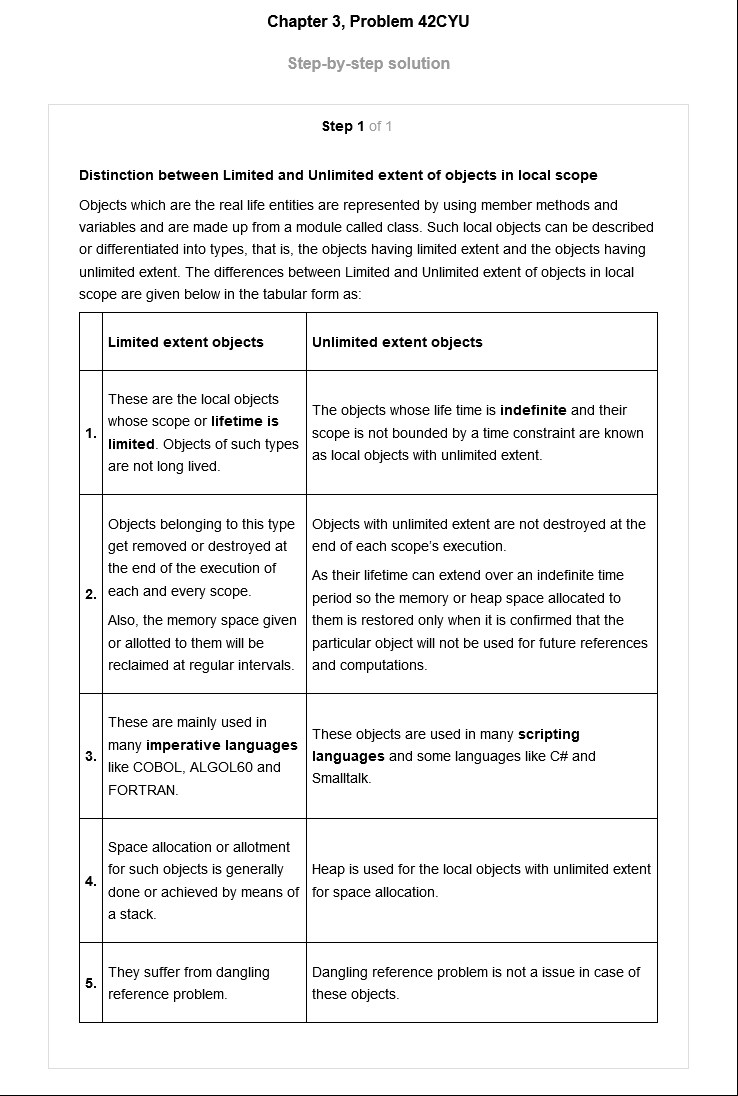 Chapter 3, Problem 42CYU
Step-by-step solution
Step 1 of 1
Distinction between Limited and Unlimited extent of objects in local scope
Objects which are the real life entities are represented by using member methods and
variables and are made up from a module called class. Such local objects can be described
or differentiated into types, that is, the objects having limited extent and the objects having
unlimited extent. The differences between Limited and Unlimited extent of objects in local
scope are given below in the tabular form as:
Limited extent objects
Unlimited extent objects
1.
These are the local objects
whose scope or lifetime is
limited. Objects of such types
are not long lived.
The objects whose life time is indefinite and their
scope is not bounded by a time constraint are known
as local objects with unlimited extent.
2.
Objects belonging to this type
get removed or destroyed at
the end of the execution of
each and every scope.
Also, the memory space given
or allotted to them will be
reclaimed at regular intervals.
Objects with unlimited extent are not destroyed at the
end of each scope's execution.
As their lifetime can extend over an indefinite time
period so the memory or heap space allocated to
them is restored only when it is confirmed that the
particular object will not be used for future references
and computations.
3.
These are mainly used in
many imperative languages
like COBOL, ALGOL60 and
FORTRAN.
These objects are used in many scripting
languages and some languages like C# and
Smalltalk.
4.
Space allocation or allotment
for such objects is generally
done or achieved by means of
a stack.
Heap is used for the local objects with unlimited extent
for space allocation.
5.
They suffer from dangling
reference problem.
Dangling reference problem is not a issue in case of
these objects.